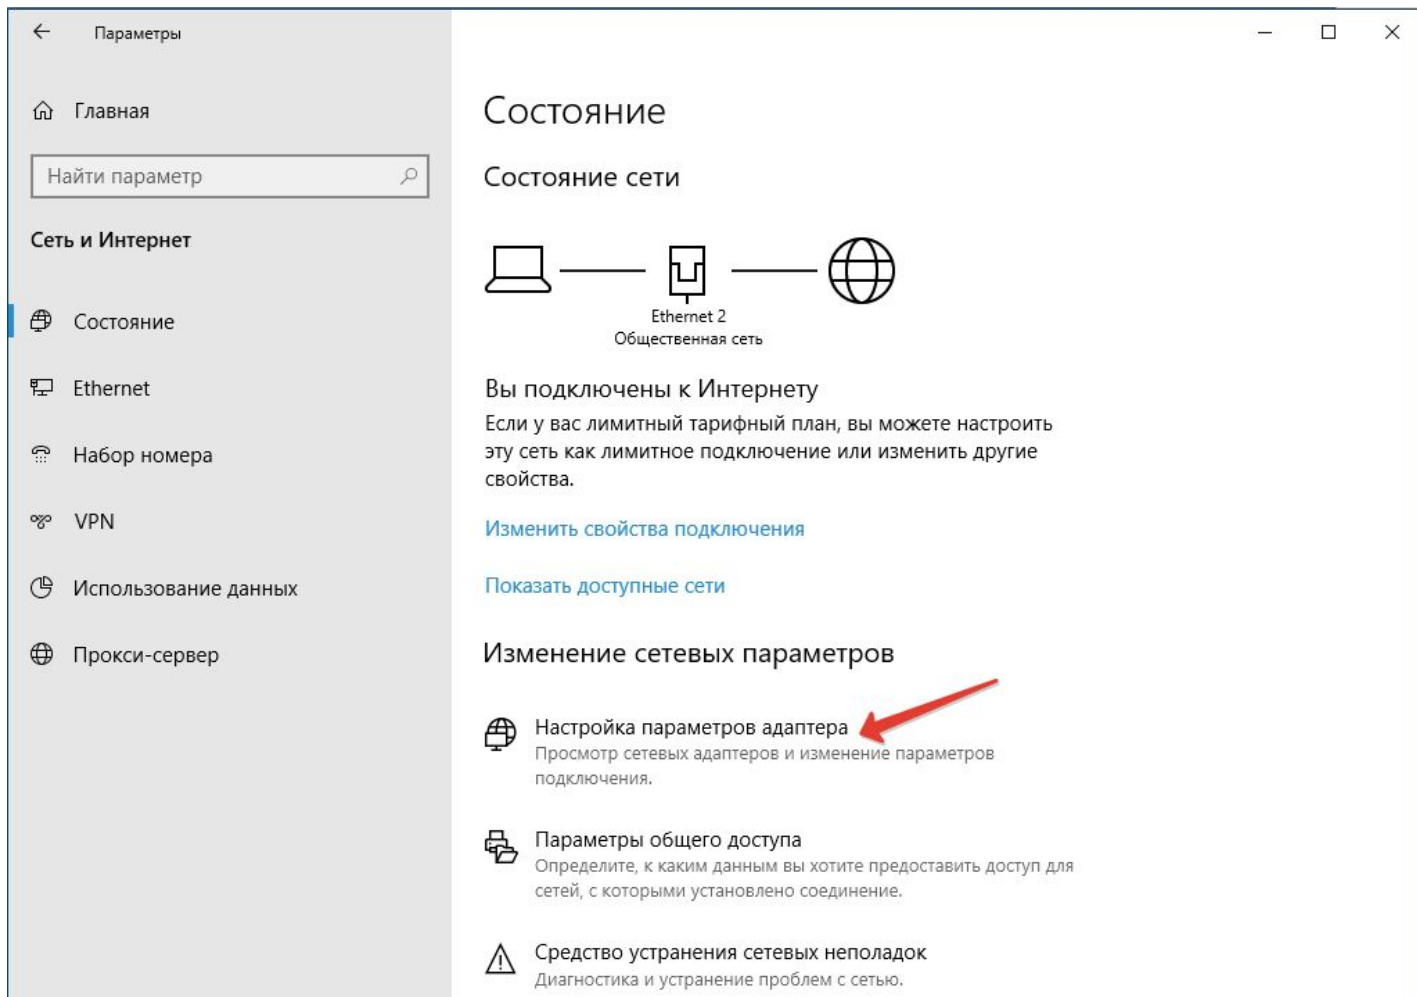 Параметры
Главная
Найти параметр
Сеть и Интернет
Состояние
Ethernet
Набор номера
VPN
Использование данных
Прокси-сервер
Состояние
Состояние сети
Ethernet 2
Общественная сеть
Вы подключены к Интернету
Если у вас лимитный тарифный план, вы можете настроить
эту сеть как лимитное подключение или изменить другие
свойства.
Изменить свойства подключения
Показать доступные сети
Изменение сетевых параметров
Настройка параметров адаптера
Просмотр сетевых адаптеров и изменение параметров
подключения.
Параметры общего доступа
Определите, к каким данным вы хотите предоставить доступ для
сетей, с которыми установлено соединение.
Средство устранения сетевых неполадок
Диагностика и устранение проблем с сетью.